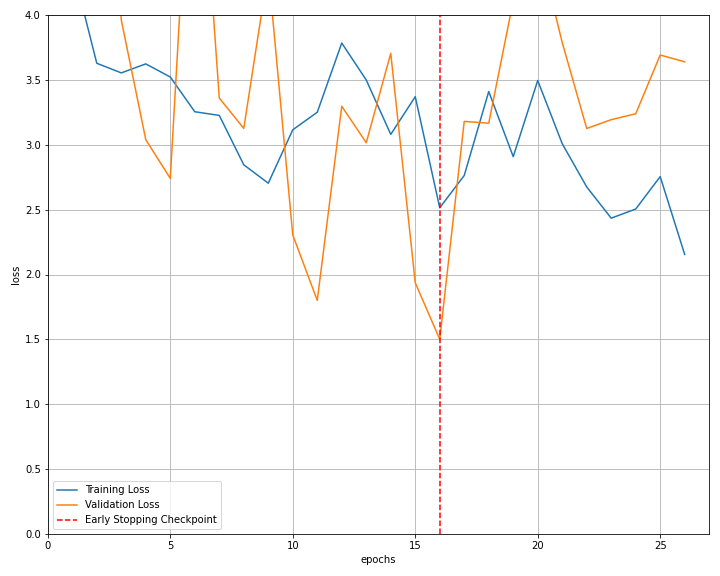 4.0
3.5
3.0
2.5
2.0
1.5
1.0
0.5
0.0
loss
Training Loss
Validation Loss
Early Stopping Checkpoint
0 5 10 15 20 25
epochs